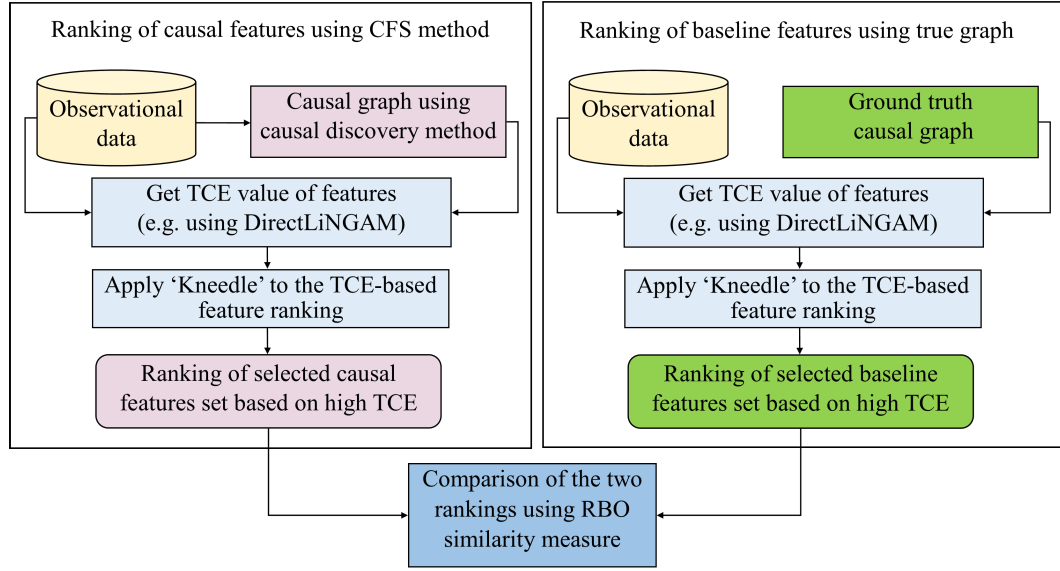 Ranking of causal features using CFS method
Observational
data
Causal graph using
causal discovery method
Get TCE value of features
(e.g. using DirectLiNGAM)
Apply ‘Kneedle’ to the TCE-based
feature ranking
Ranking of selected causal
features set based on high TCE
Ranking of baseline features using true graph
Observational
data
Ground truth
causal graph
Get TCE value of features
(e.g. using DirectLiNGAM)
Apply ‘Kneedle’ to the TCE-based
feature ranking
Ranking of selected baseline
features set based on high TCE
Comparison of the two
rankings using RBO
similarity measure